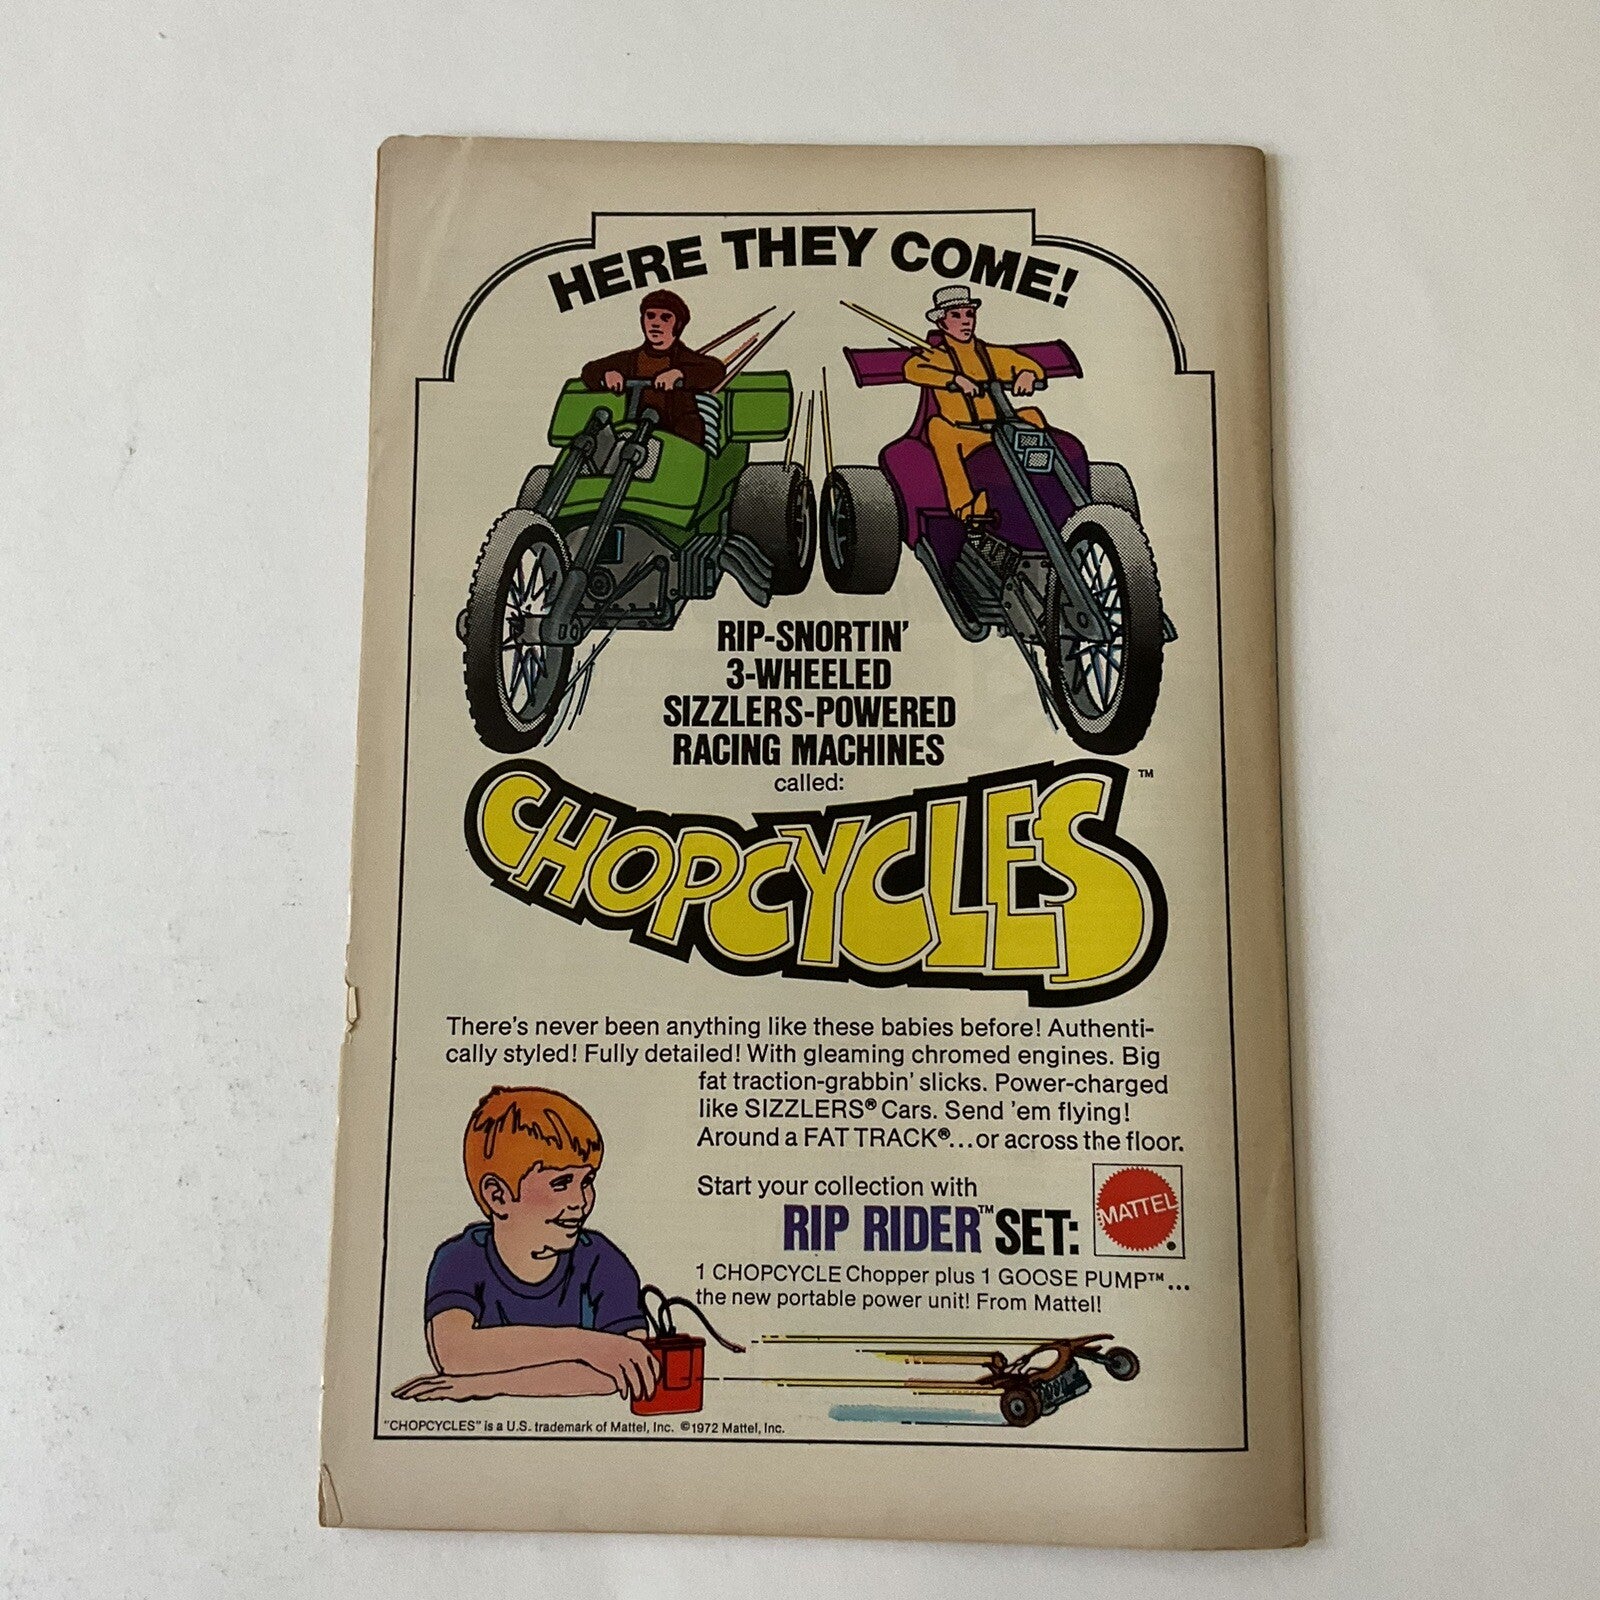 HERE THEY COME!
RIP-SNORTIN'
3-WHEELED
SIZZLERS-POWERED
RACING MACHINES
called:
CHOPCYCLES™
There's never been anything like these babies before! Authenti-
cally styled! Fully detailed! With gleaming chromed engines. Big
fat traction-grabbin' slicks. Power-charged
like SIZZLERS® Cars. Send 'em flying!
Around a FAT TRACK®...or across the floor.
Start your collection with
RIP RIDER™ SET:
MATTEL
1 CHOPCYCLE Chopper plus 1 GOOSE PUMP™...
the new portable power unit! From Mattel!
"CHOPCYCLES" is a U.S. trademark of Mattel, Inc. ©1972 Mattel, Inc.